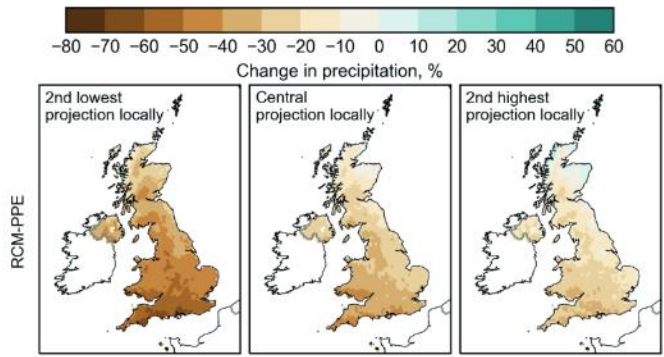 −80 −70 −60 −50 −40 −30 −20 −10 0 10 20 30 40 50 60
Change in precipitation, %
2nd lowest
projection locally
Central
projection locally
2nd highest
projection locally
RCM-PPE